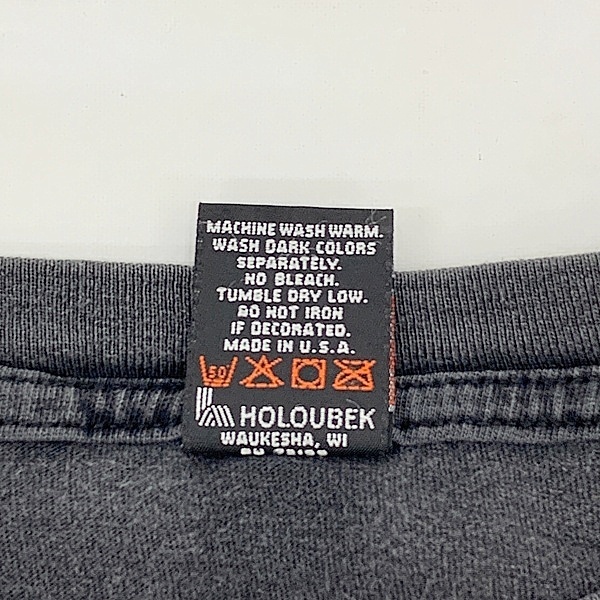 MACHINE WASH WARM.
WASH DARK COLORS
SEPARATELY.
NO BLEACH.
TUMBLE DRY LOW.
DO NOT IRON
IF DECORATED.
MADE IN U.S.A.
50
HOLOUBEK
WAUKESHA, WI